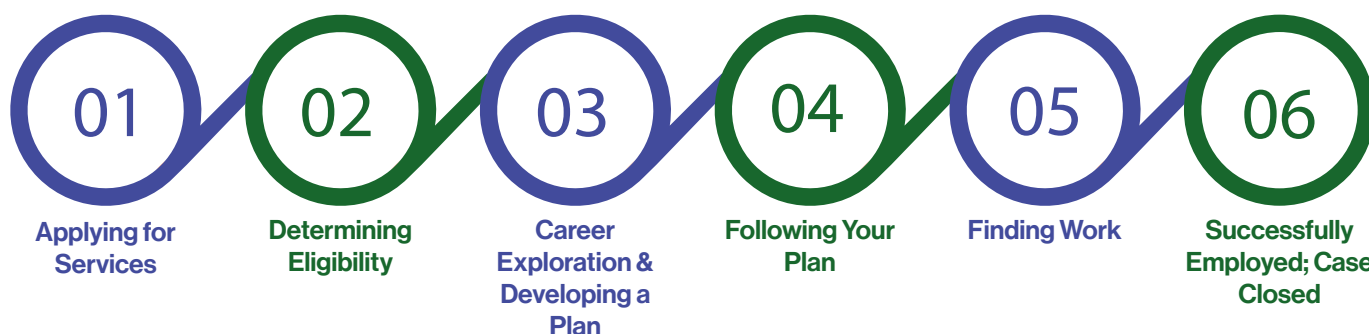 01
Applying for
Services
02
Determining
Eligibility
03
Career
Exploration &
Developing a
Plan
04
Following Your
Plan
05
Finding Work
06
Successfully
Employed; Case
Closed